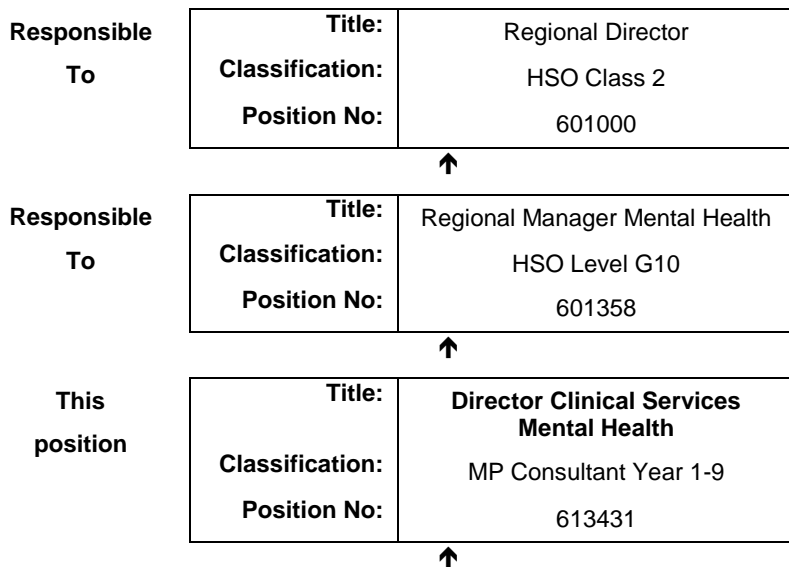 Responsible
To
Title: Regional Director
Classification: HSO Class 2
Position No: 601000
↑
Responsible
To
Title: Regional Manager Mental Health
Classification: HSO Level G10
Position No: 601358
↑
This
position
Title: Director Clinical Services
Mental Health
Classification: MP Consultant Year 1-9
Position No: 613431
↑